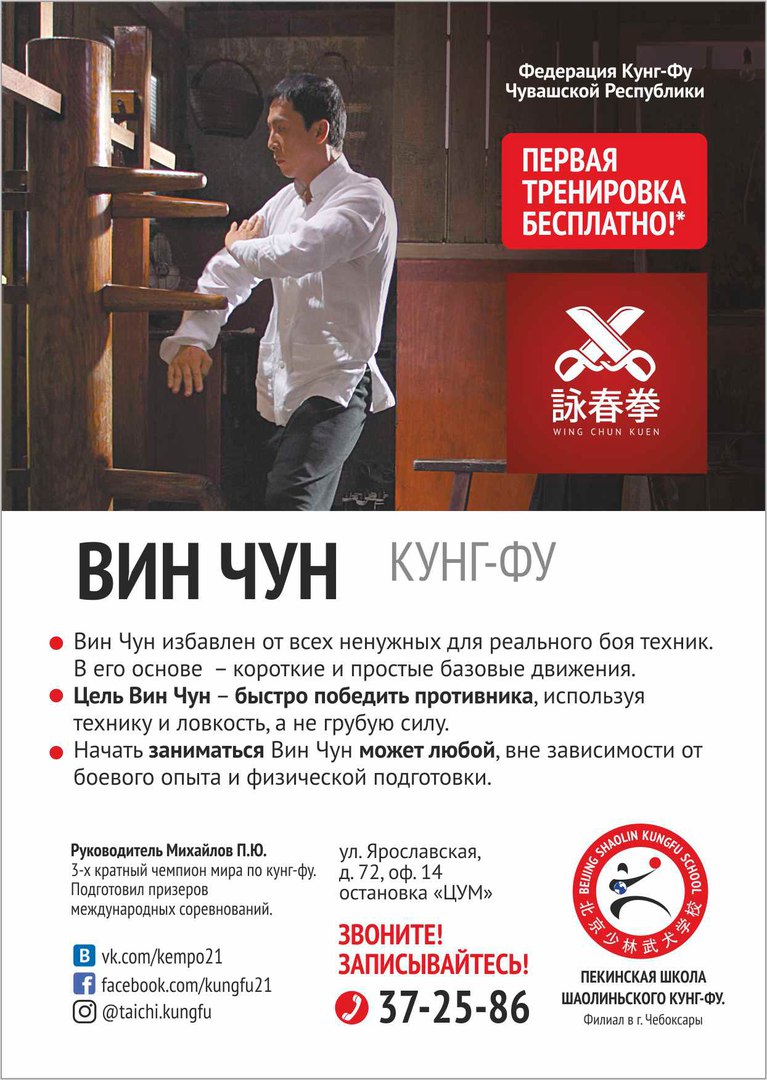 Федерация Кунг-Фу
Чувашской Республики
ПЕРВАЯ
ТРЕНИРОВКА
БЕСПЛАТНО!*
詠春拳
WING CHUN KUEN
ВИН ЧУН КУНГ-ФУ
Вин Чун избавлен от всех ненужных для реального боя техник.
В его основе – короткие и простые базовые движения.
Цель Вин Чун – быстро победить противника, используя
технику и ловкость, а не грубую силу.
Начать заниматься Вин Чун может любой, вне зависимости от
боевого опыта и физической подготовки.
Руководитель Михайлов П.Ю.
3-х кратный чемпион мира по кунг-фу.
Подготовил призеров
международных соревнований.
vk.com/kempo21
facebook.com/kungfu21
@taichi.kungfu
ул. Ярославская,
д. 72, оф. 14
остановка «ЦУМ»
ЗВОНИТЕ!
ЗАПИСЫВАЙТЕСЬ!
37-25-86
BEIJING SHAOLIN KUNGFU SCHOOL
北京少林武术学校
ПЕКИНСКАЯ ШКОЛА
ШАОЛИНЬСКОГО КУНГ-ФУ.
Филиал в г. Чебоксары